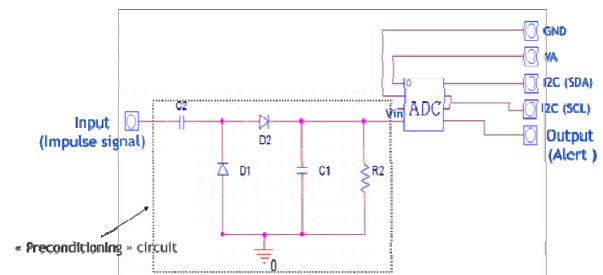 GND
VA
I2C (SDA)
C2
Vin
ADC
I2C (SCL)
Input
(Impulse signal)
Output
(Alert )
D2
D1
C1
R2
« Preconditioning » circuit
0